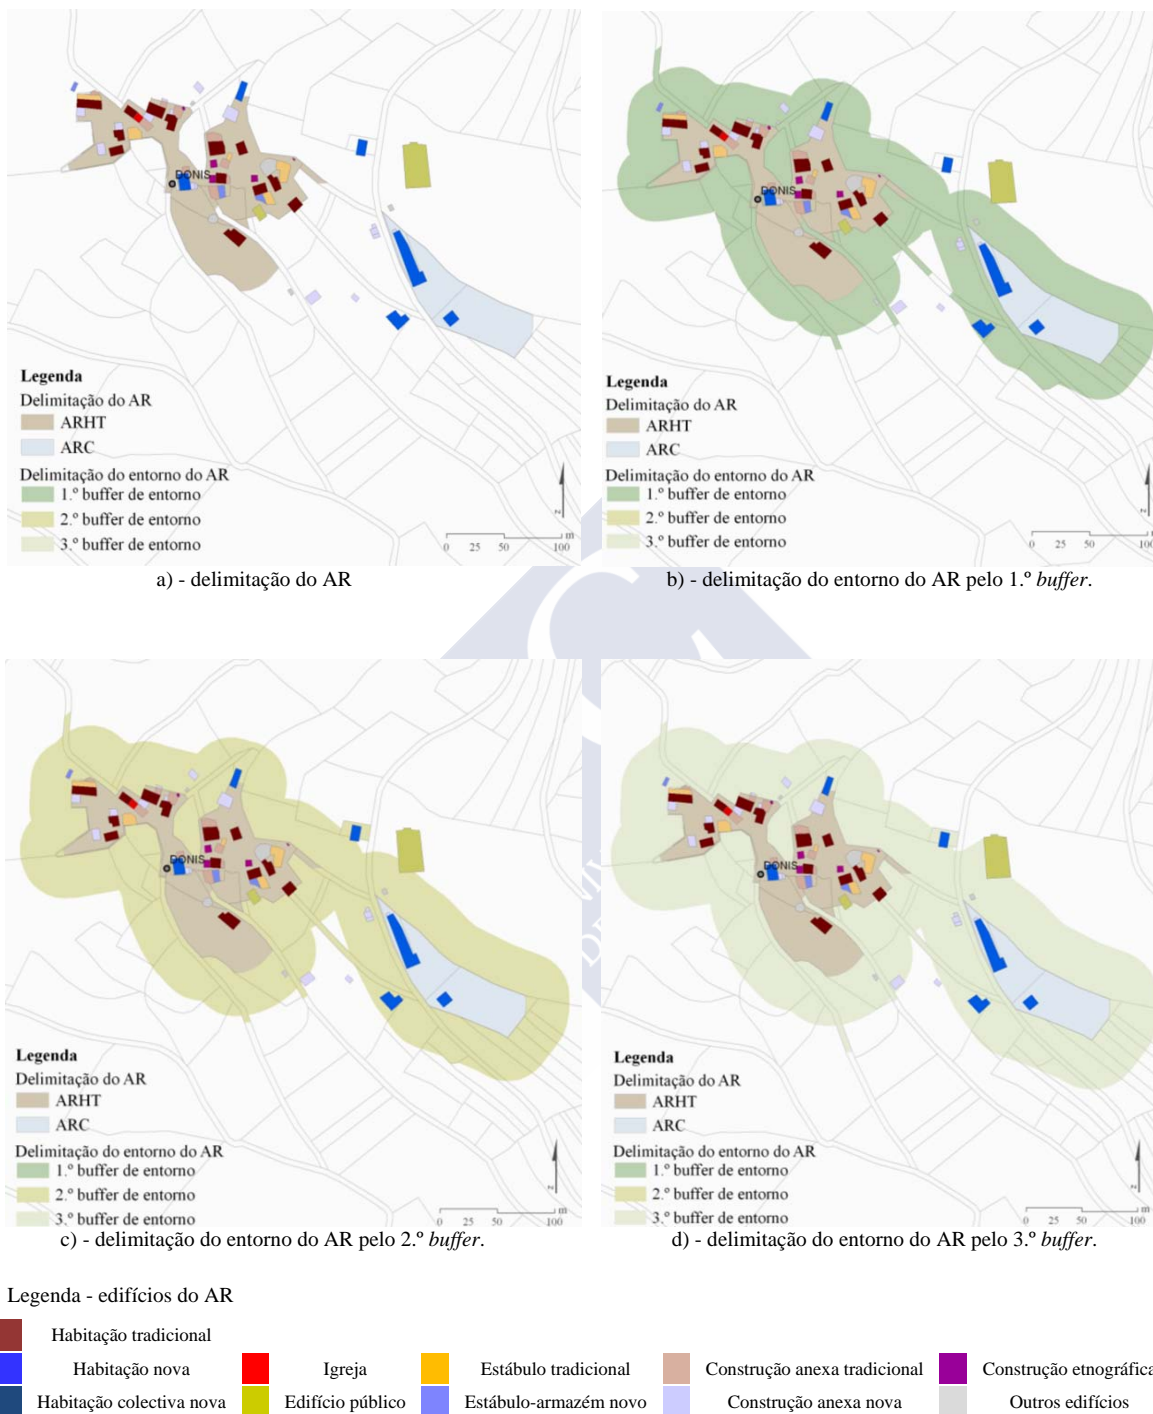 DONIS
Legenda
Delimitação do AR
ARHT
ARC
Delimitação do entorno do AR
1.º buffer de entorno
2.º buffer de entorno
3.º buffer de entorno
N
m
0 25 50 100
a) - delimitação do AR
DONIS
Legenda
Delimitação do AR
ARHT
ARC
Delimitação do entorno do AR
1.º buffer de entorno
2.º buffer de entorno
3.º buffer de entorno
N
m
0 25 50 100
b) - delimitação do entorno do AR pelo 1.º buffer.
DONIS
Legenda
Delimitação do AR
ARHT
ARC
Delimitação do entorno do AR
1.º buffer de entorno
2.º buffer de entorno
3.º buffer de entorno
N
m
0 25 50 100
c) - delimitação do entorno do AR pelo 2.º buffer.
DONIS
Legenda
Delimitação do AR
ARHT
ARC
Delimitação do entorno do AR
1.º buffer de entorno
2.º buffer de entorno
3.º buffer de entorno
N
m
0 25 50 100
d) - delimitação do entorno do AR pelo 3.º buffer.
Legenda - edifícios do AR
Habitação tradicional
Habitação nova Igreja Estábulo tradicional Construção anexa tradicional Construção etnográfica
Habitação colectiva nova Edifício público Estábulo-armazém novo Construção anexa nova Outros edifícios